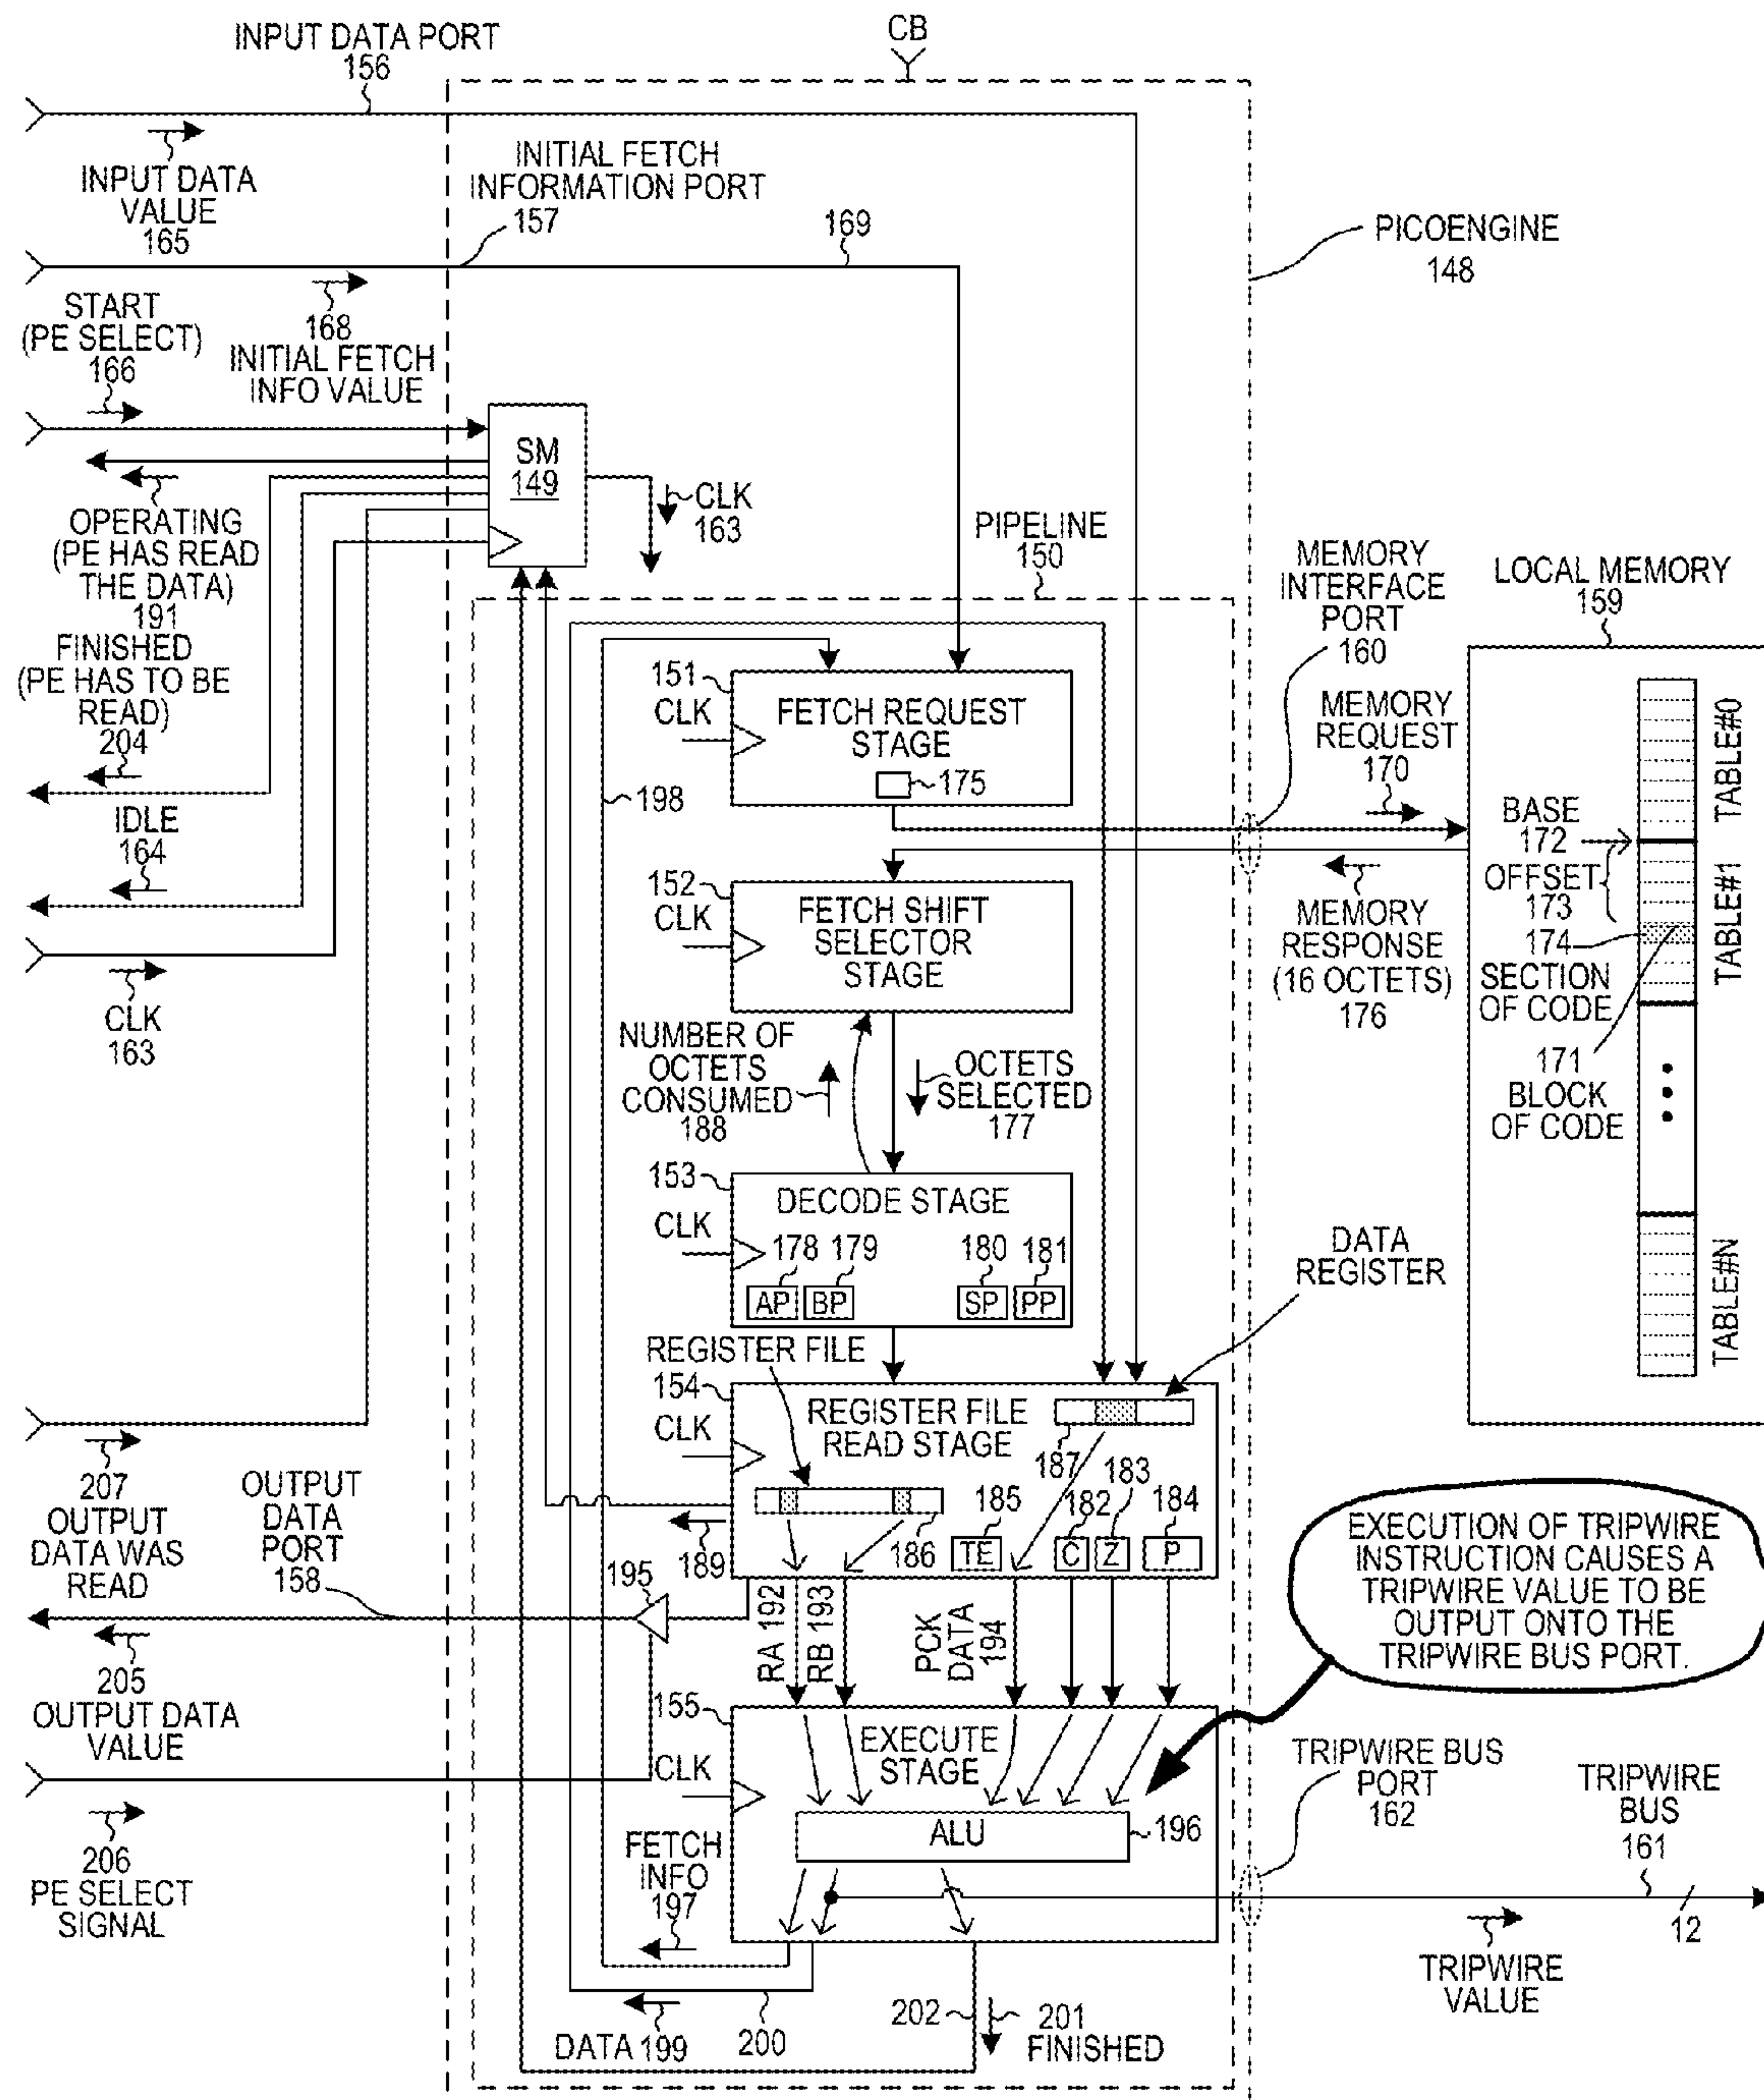 CB
INPUT DATA PORT
156
INPUT DATA
VALUE
165
INITIAL FETCH
INFORMATION PORT
157
169
PICOENGINE
148
168
INITIAL FETCH
INFO VALUE
START
(PE SELECT)
166
SM
149
CLK
163
OPERATING
(PE HAS READ
THE DATA)
191
FINISHED
(PE HAS TO BE
READ)
204
IDLE
164
CLK
163
PIPELINE
150
MEMORY
INTERFACE
PORT
160
LOCAL MEMORY
159
151
CLK
FETCH REQUEST
STAGE
175
198
MEMORY
REQUEST
170
BASE
172
OFFSET
173
174
SECTION
OF CODE
171
BLOCK
OF CODE
TABLE#0
TABLE#1
TABLE#N
152
CLK
FETCH SHIFT
SELECTOR
STAGE
MEMORY
RESPONSE
(16 OCTETS)
176
NUMBER OF
OCTETS
CONSUMED
188
OCTETS
SELECTED
177
153
CLK
DECODE STAGE
178 179 180 181
AP BP SP PP
DATA
REGISTER
REGISTER FILE
154
CLK
REGISTER FILE
READ STAGE
187
186
185 182 183 184
TE C Z P
189
207
OUTPUT
DATA WAS
READ
OUTPUT
DATA
PORT
158
195
205
OUTPUT DATA
VALUE
RA 192
RB 193
PCK
DATA
194
EXECUTION OF TRIPWIRE
INSTRUCTION CAUSES A
TRIPWIRE VALUE TO BE
OUTPUT ONTO THE
TRIPWIRE BUS PORT.
155
CLK
EXECUTE
STAGE
ALU
196
206
PE SELECT
SIGNAL
FETCH
INFO
197
TRIPWIRE BUS
PORT
162
TRIPWIRE
BUS
161
12
TRIPWIRE
VALUE
DATA 199
200
202
201
FINISHED